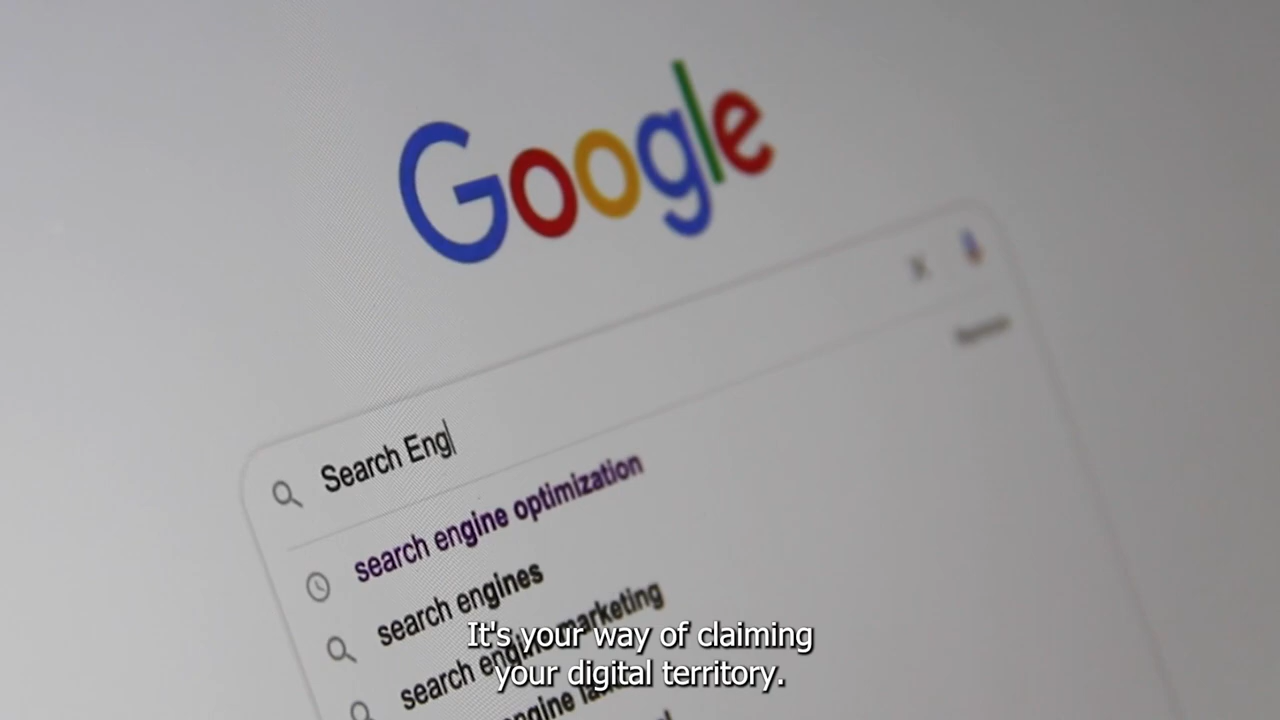 Google
Search Eng
search engine optimization
search engines
search engine marketing
engine
It's your way of claiming
your digital territory.